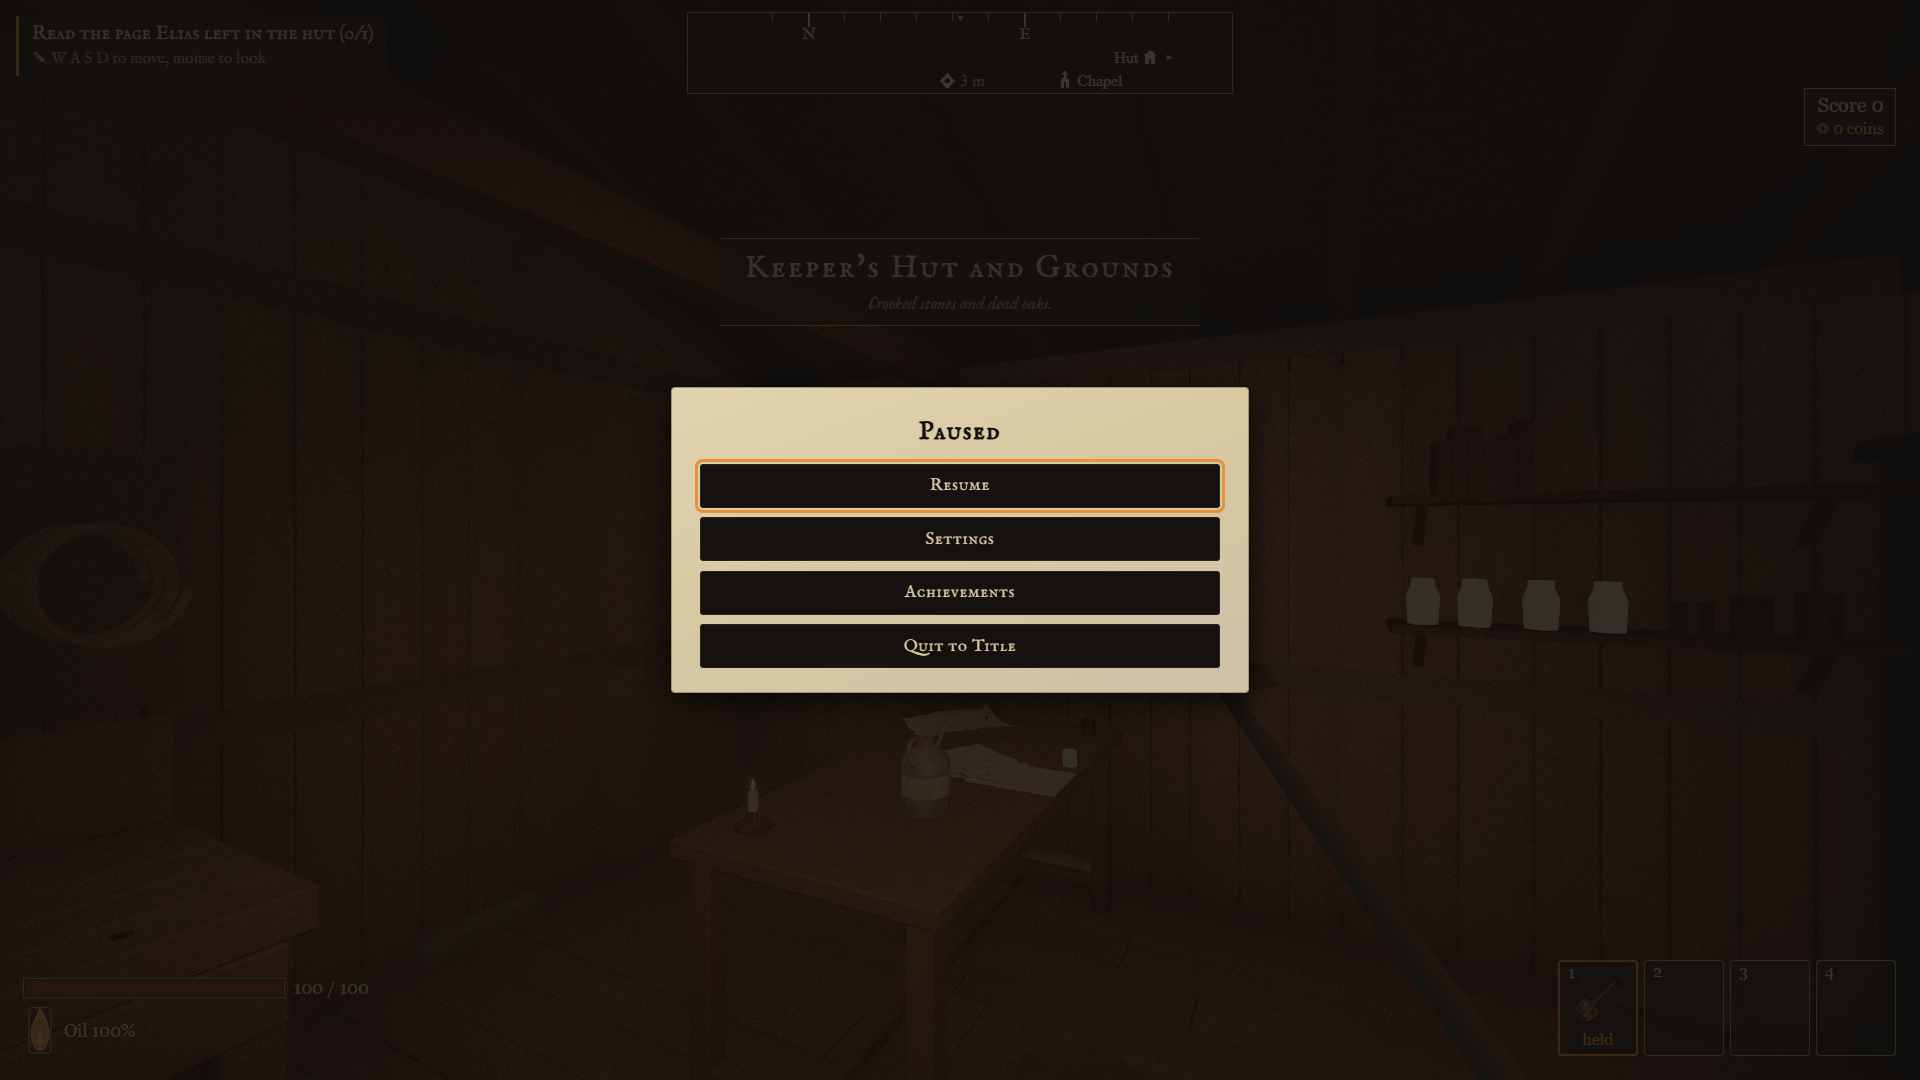 Read the page Elias left in the hut (0/1)
W A S D to move, mouse to look
N
E
Hut
3 m
Chapel
Score 0
0 coins
Keeper's Hut and Grounds
Crooked stones and dead oaks.
Paused
Resume
Settings
Achievements
Quit to Title
100 / 100
Oil 100%
1
2
3
4
held